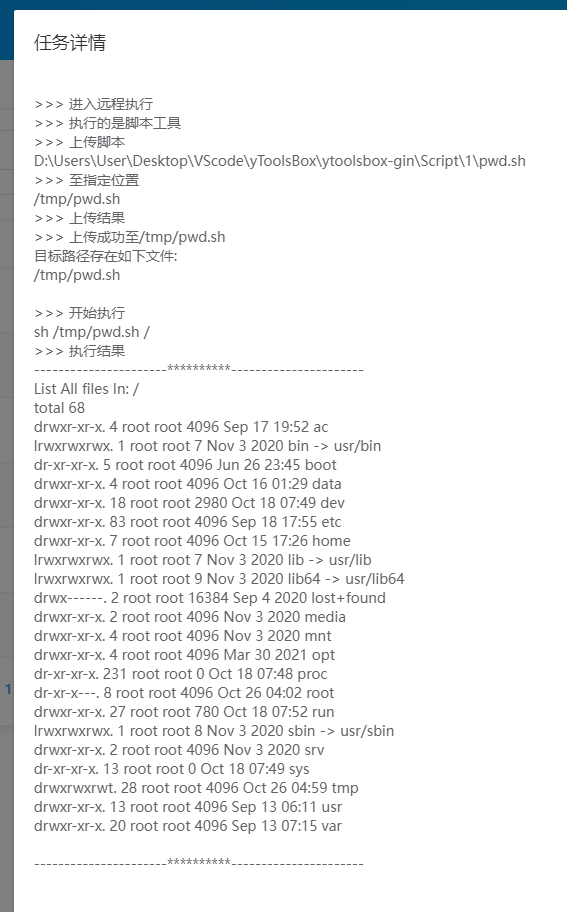 任务详情
>>> 进入远程执行
>>> 执行的是脚本工具
>>> 上传脚本
D:\Users\User\Desktop\VScode\yToolsBox\ytoolsbox-gin\Script\1\pwd.sh
>>> 至指定位置
/tmp/pwd.sh
>>> 上传结果
>>> 上传成功至/tmp/pwd.sh
目标路径存在如下文件:
/tmp/pwd.sh
>>> 开始执行
sh /tmp/pwd.sh /
>>> 执行结果
----------------------**********----------------------
List All files In: /
total 68
drwxr-xr-x. 4 root root 4096 Sep 17 19:52 ac
lrwxrwxrwx. 1 root root 7 Nov 3 2020 bin -> usr/bin
dr-xr-xr-x. 5 root root 4096 Jun 26 23:45 boot
drwxr-xr-x. 4 root root 4096 Oct 16 01:29 data
drwxr-xr-x. 18 root root 2980 Oct 18 07:49 dev
drwxr-xr-x. 83 root root 4096 Sep 18 17:55 etc
drwxr-xr-x. 7 root root 4096 Oct 15 17:26 home
lrwxrwxrwx. 1 root root 7 Nov 3 2020 lib -> usr/lib
lrwxrwxrwx. 1 root root 9 Nov 3 2020 lib64 -> usr/lib64
drwx------. 2 root root 16384 Sep 4 2020 lost+found
drwxr-xr-x. 2 root root 4096 Nov 3 2020 media
drwxr-xr-x. 4 root root 4096 Nov 3 2020 mnt
drwxr-xr-x. 4 root root 4096 Mar 30 2021 opt
dr-xr-xr-x. 231 root root 0 Oct 18 07:48 proc
dr-xr-x---. 8 root root 4096 Oct 26 04:02 root
drwxr-xr-x. 27 root root 780 Oct 18 07:52 run
lrwxrwxrwx. 1 root root 8 Nov 3 2020 sbin -> usr/sbin
drwxr-xr-x. 2 root root 4096 Nov 3 2020 srv
dr-xr-xr-x. 13 root root 0 Oct 18 07:49 sys
drwxrwxrwt. 28 root root 4096 Oct 26 04:59 tmp
drwxr-xr-x. 13 root root 4096 Sep 13 06:11 usr
drwxr-xr-x. 20 root root 4096 Sep 13 07:15 var
----------------------**********----------------------
1